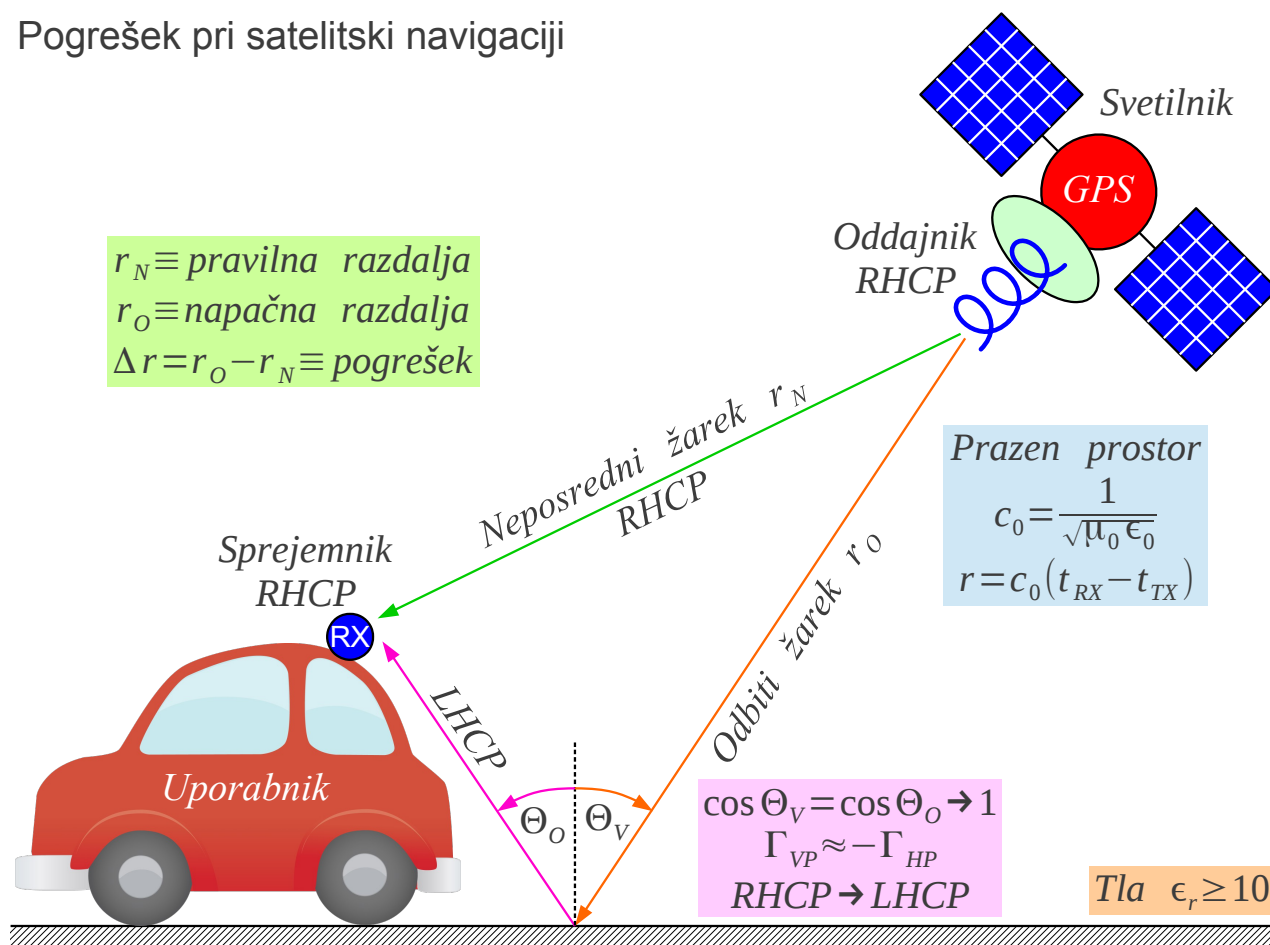 Pogrešek pri satelitski navigaciji
Svetilnik
GPS
Oddajnik
RHCP
r_N ≡ pravilna razdalja
r_O ≡ napačna razdalja
Δr = r_O − r_N ≡ pogrešek
Neposredni žarek r_N
RHCP
Prazen prostor
c_0 = 1/√(μ_0 ϵ_0)
r = c_0 (t_RX − t_TX)
Sprejemnik
RHCP
RX
LHCP
Odbiti žarek r_O
Uporabnik
Θ_O Θ_V
cos Θ_V = cos Θ_O → 1
Γ_VP ≈ −Γ_HP
RHCP → LHCP
Tla ϵ_r ≥ 10